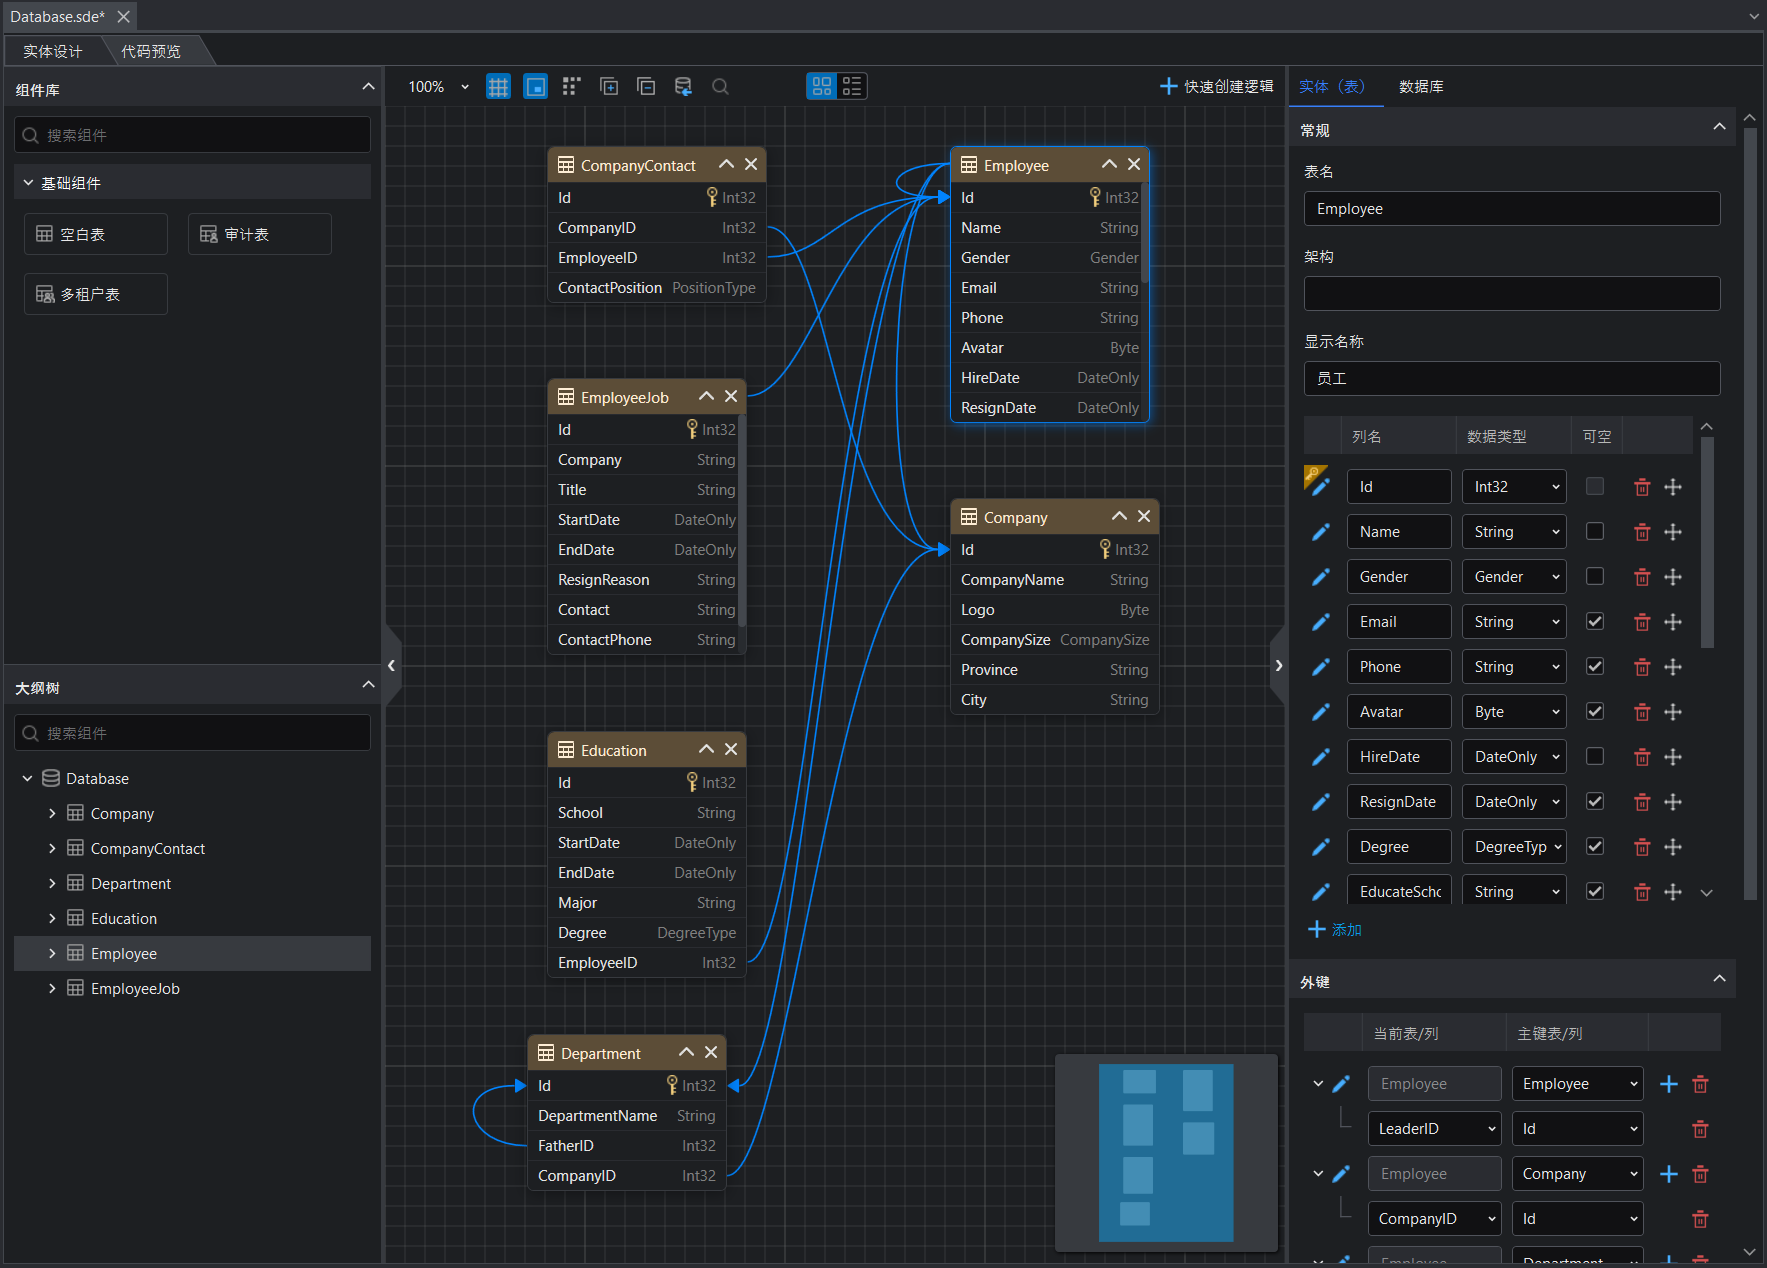 Database.sde*
实体设计
代码预览
组件库
搜索组件
基础组件
空白表
审计表
多租户表
大纲树
搜索组件
Database
Company
CompanyContact
Department
Education
Employee
EmployeeJob
100%
快速创建逻辑
CompanyContact
Id Int32
CompanyID Int32
EmployeeID Int32
ContactPosition PositionType
Employee
Id Int32
Name String
Gender Gender
Email String
Phone String
Avatar Byte
HireDate DateOnly
ResignDate DateOnly
EmployeeJob
Id Int32
Company String
Title String
StartDate DateOnly
EndDate DateOnly
ResignReason String
Contact String
ContactPhone String
Company
Id Int32
CompanyName String
Logo Byte
CompanySize CompanySize
Province String
City String
Education
Id Int32
School String
StartDate DateOnly
EndDate DateOnly
Major String
Degree DegreeType
EmployeeID Int32
Department
Id Int32
DepartmentName String
FatherID Int32
CompanyID Int32
实体（表） 数据库
常规
表名
Employee
架构
显示名称
员工
列名 数据类型 可空
Id Int32
Name String
Gender Gender
Email String
Phone String
Avatar Byte
HireDate DateOnly
ResignDate DateOnly
Degree DegreeTyp
EducateScho String
添加
外键
当前表/列 主键表/列
Employee Employee
LeaderID Id
Employee Company
CompanyID Id
Employee Department